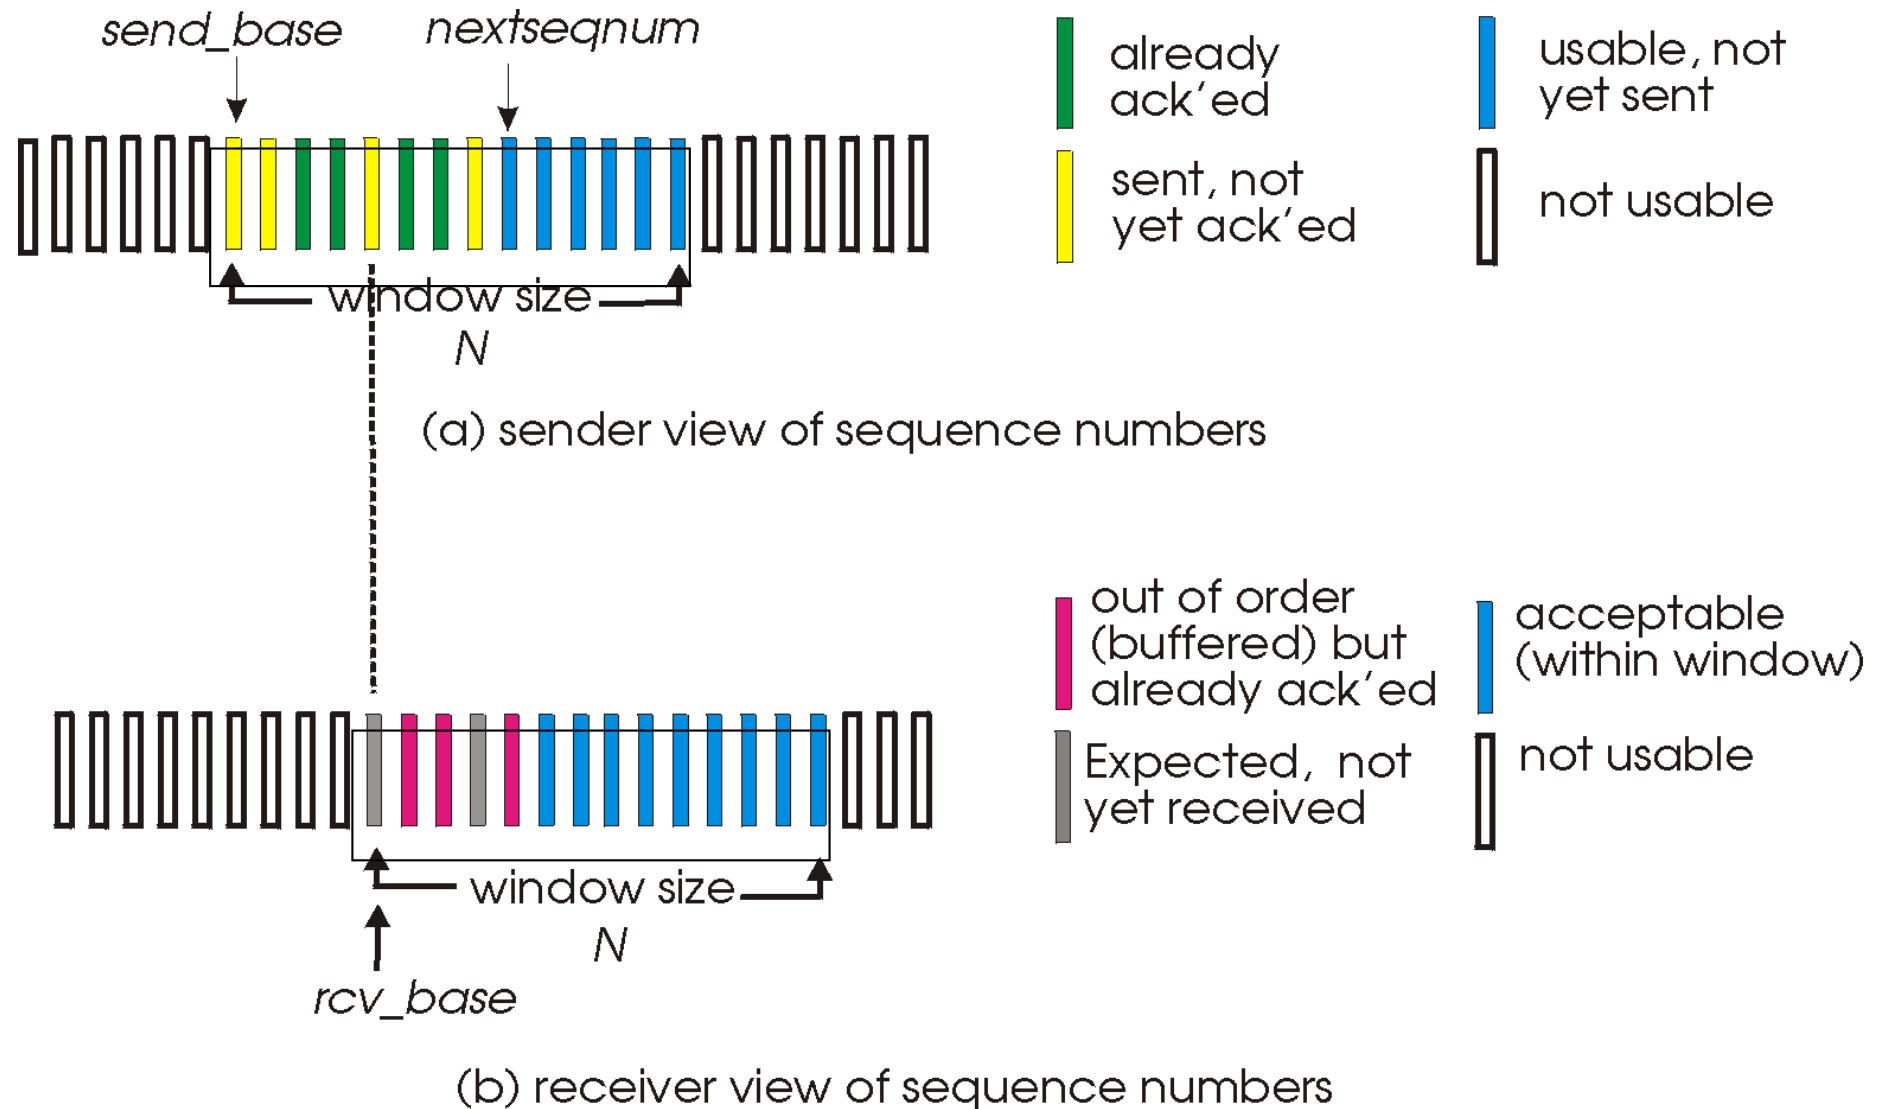 send_base
nextseqnum
already
ack'ed
usable, not
yet sent
sent, not
yet ack'ed
not usable
window size
N
(a) sender view of sequence numbers
out of order
(buffered) but
already ack'ed
acceptable
(within window)
Expected, not
yet received
not usable
window size
N
rcv_base
(b) receiver view of sequence numbers